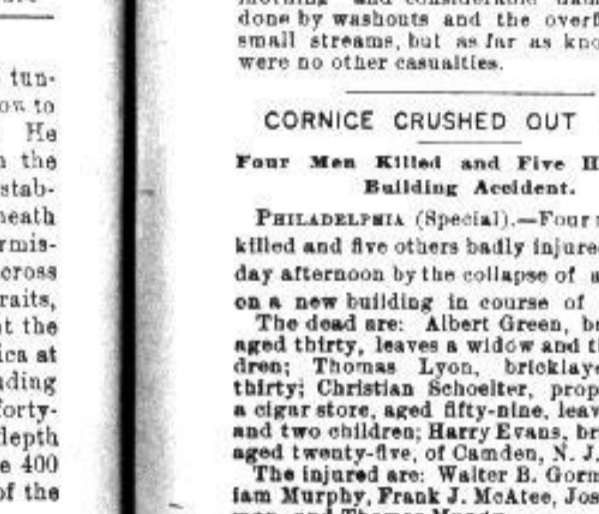 tun-
to
He
the
stab-
neath
rmis-
cross
raits,
t the
ica at
ding
forty-
depth
e 400
of the
done by washouts and the overf
small streams, but as far as kno
were no other casualties.
CORNICE CRUSHED OUT
Four Men Killed and Five H
Building Accident.
PHILADELPHIA (Special).—Four
killed and five others badly injured
day afternoon by the collapse of a
on a new building in course of
The dead are: Albert Green, br
aged thirty, leaves a widow and t
dren; Thomas Lyon, bricklaye
thirty; Christian Schoelter, prop
a cigar store, aged fifty-nine, leav
and two children; Harry Evans, br
aged twenty-five, of Camden, N. J.
The injured are: Walter B. Gorm
iam Murphy, Frank J. McAtee, Jos